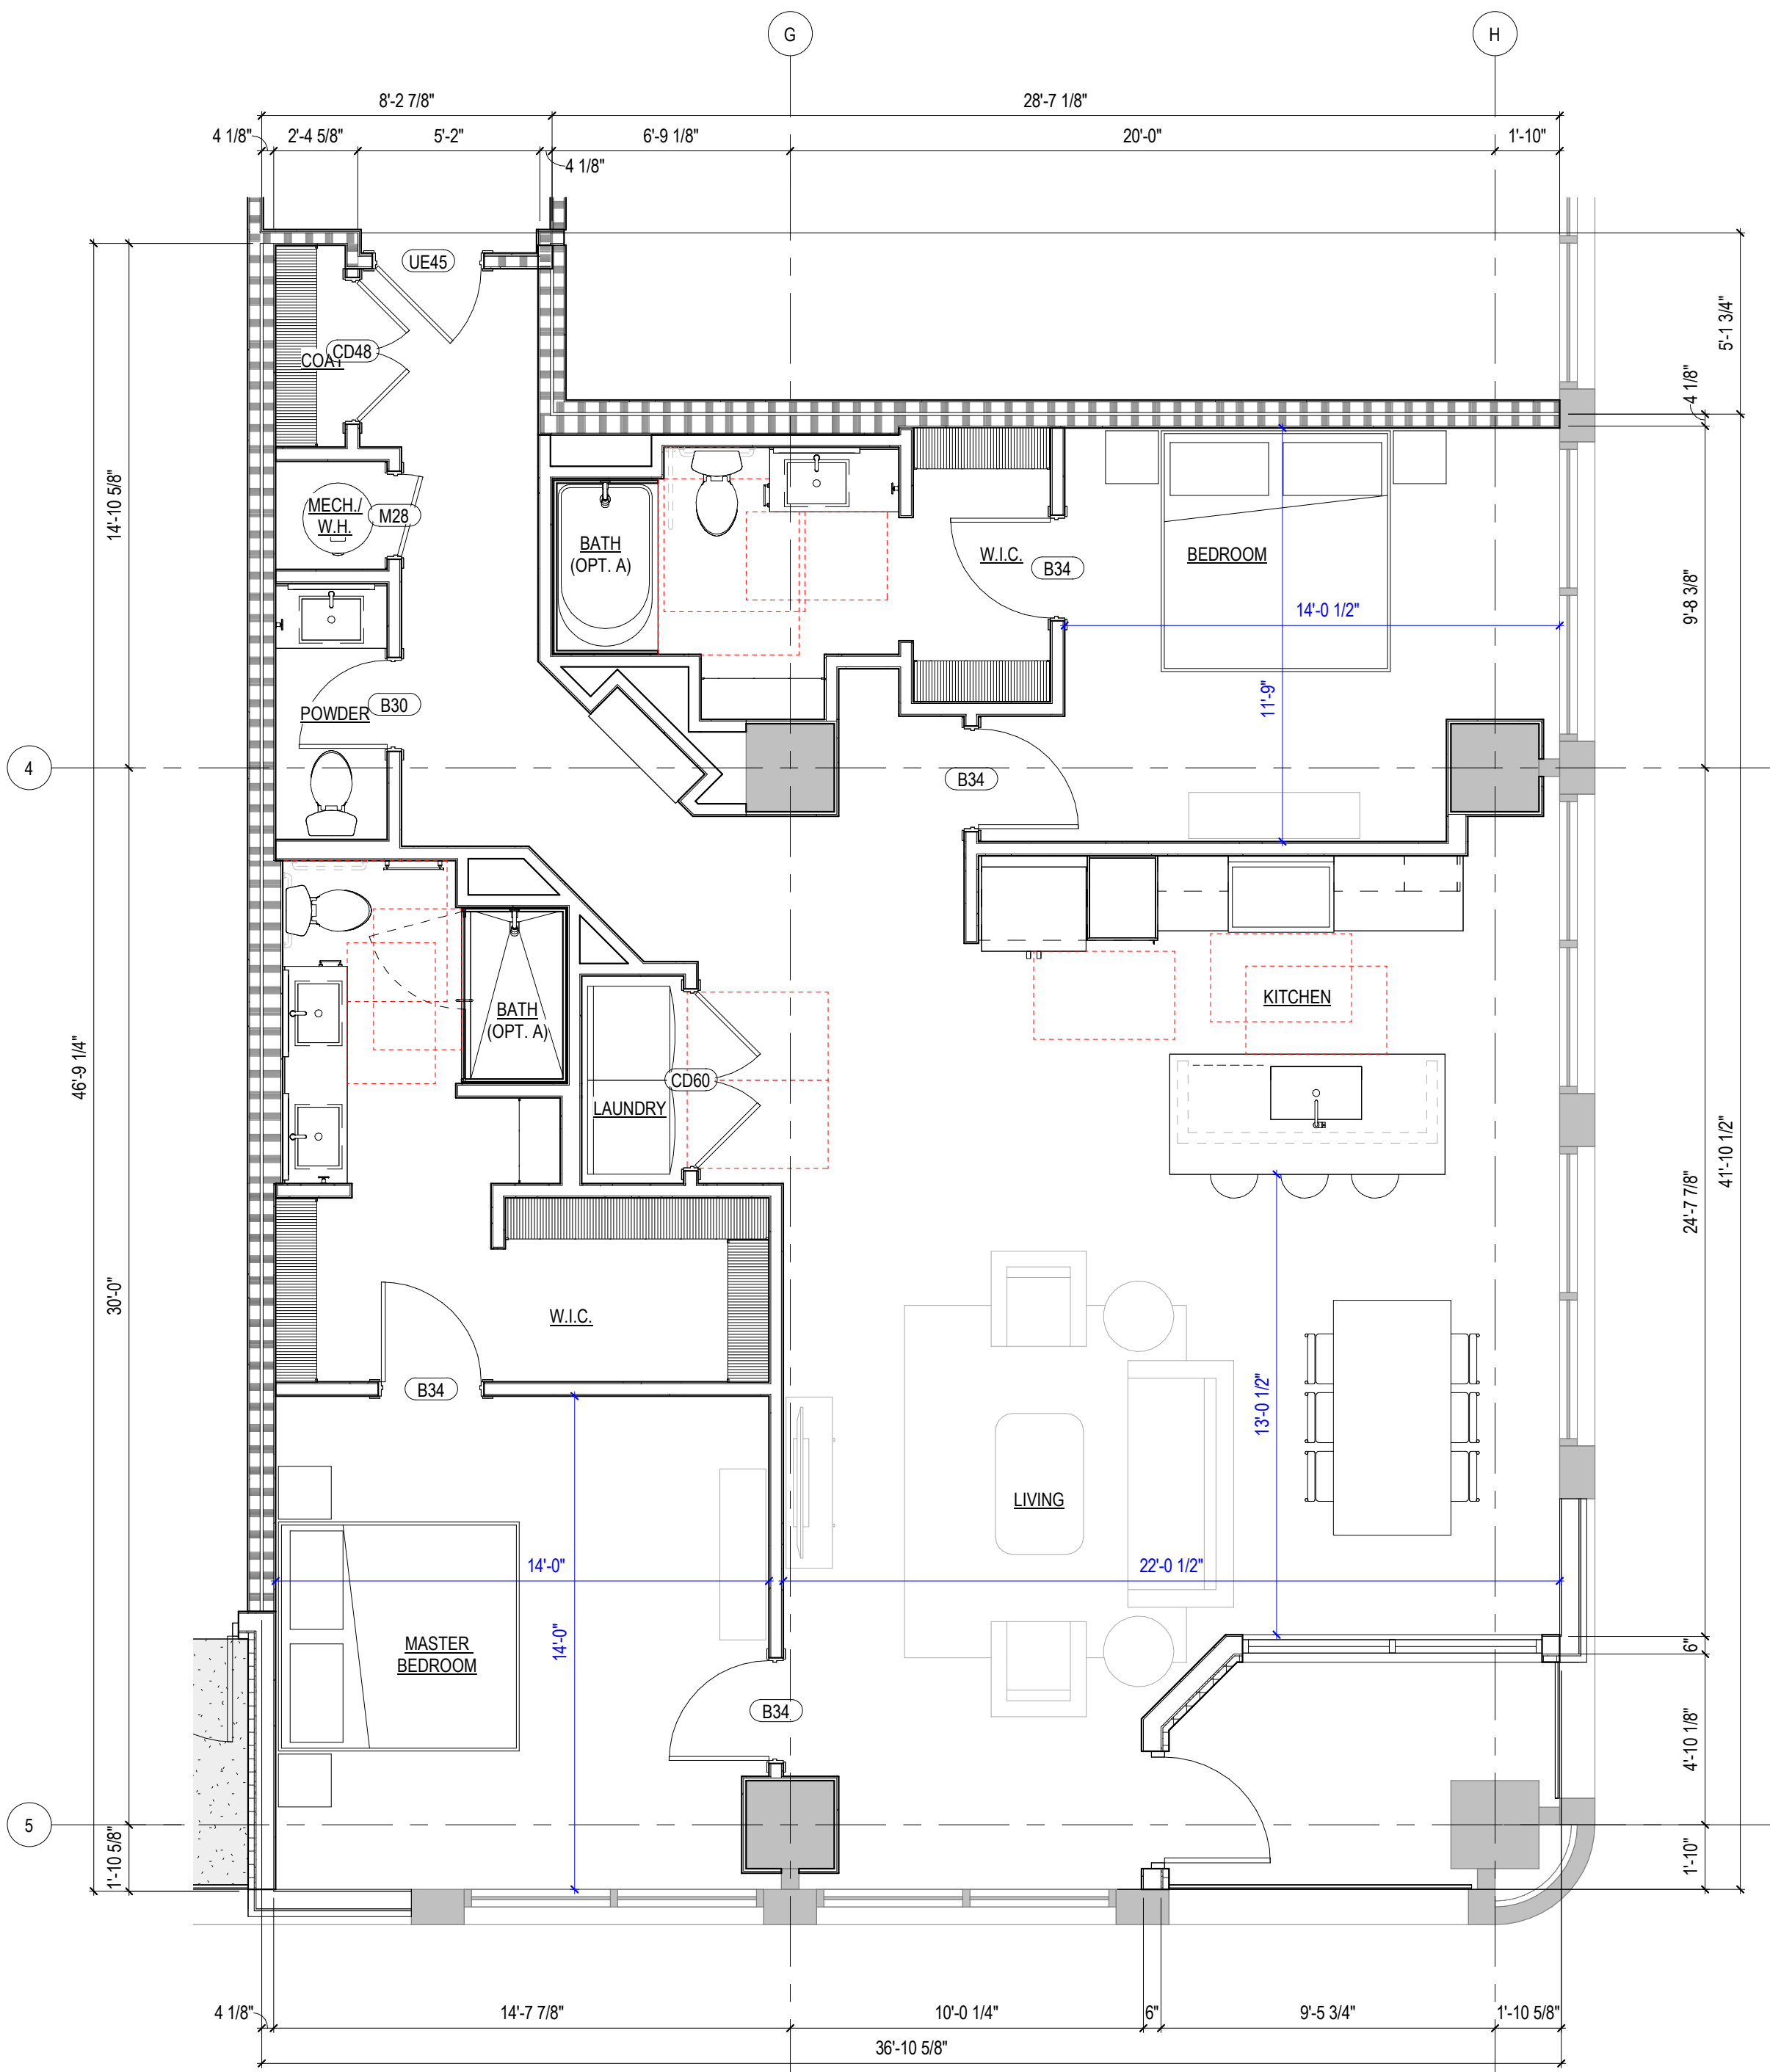 G
H
8'-2 7/8"
28'-7 1/8"
4 1/8"
2'-4 5/8"
5'-2"
6'-9 1/8"
20'-0"
1'-10"
4 1/8"
UE45
CD48
COAT
5'-1 3/4"
4 1/8"
14'-10 5/8"
MECH./
W.H.
M28
BATH
(OPT. A)
W.I.C.
B34
BEDROOM
14'-0 1/2"
9'-8 3/8"
11'-9"
POWDER
B30
4
B34
46'-9 1/4"
BATH
(OPT. A)
KITCHEN
CD60
LAUNDRY
41'-10 1/2"
24'-7 7/8"
30'-0"
W.I.C.
B34
13'-0 1/2"
LIVING
14'-0"
22'-0 1/2"
14'-0"
MASTER
BEDROOM
6"
B34
4'-10 1/8"
5
1'-10 5/8"
1'-10"
4 1/8"
14'-7 7/8"
10'-0 1/4"
6"
9'-5 3/4"
1'-10 5/8"
36'-10 5/8"